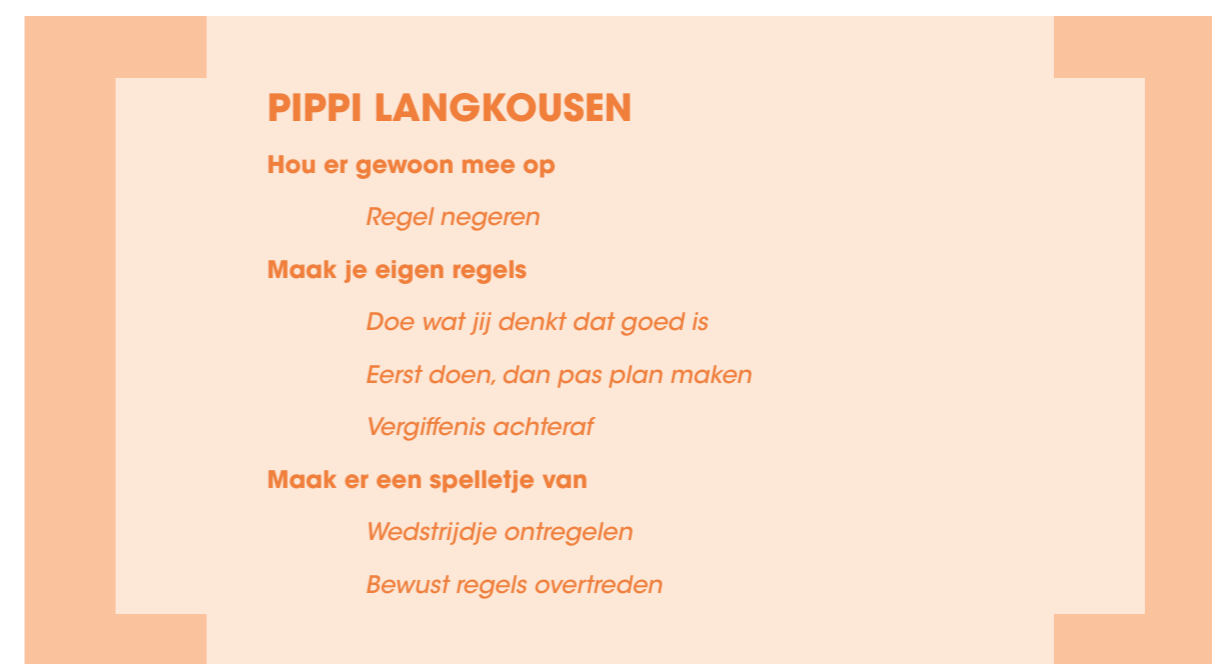 PIPPI LANGKOUSEN
Hou er gewoon mee op
Regel negeren
Maak je eigen regels
Doe wat jij denkt dat goed is
Eerst doen, dan pas plan maken
Vergiffenis achteraf
Maak er een spelletje van
Wedstrijdje ontregelen
Bewust regels overtreden